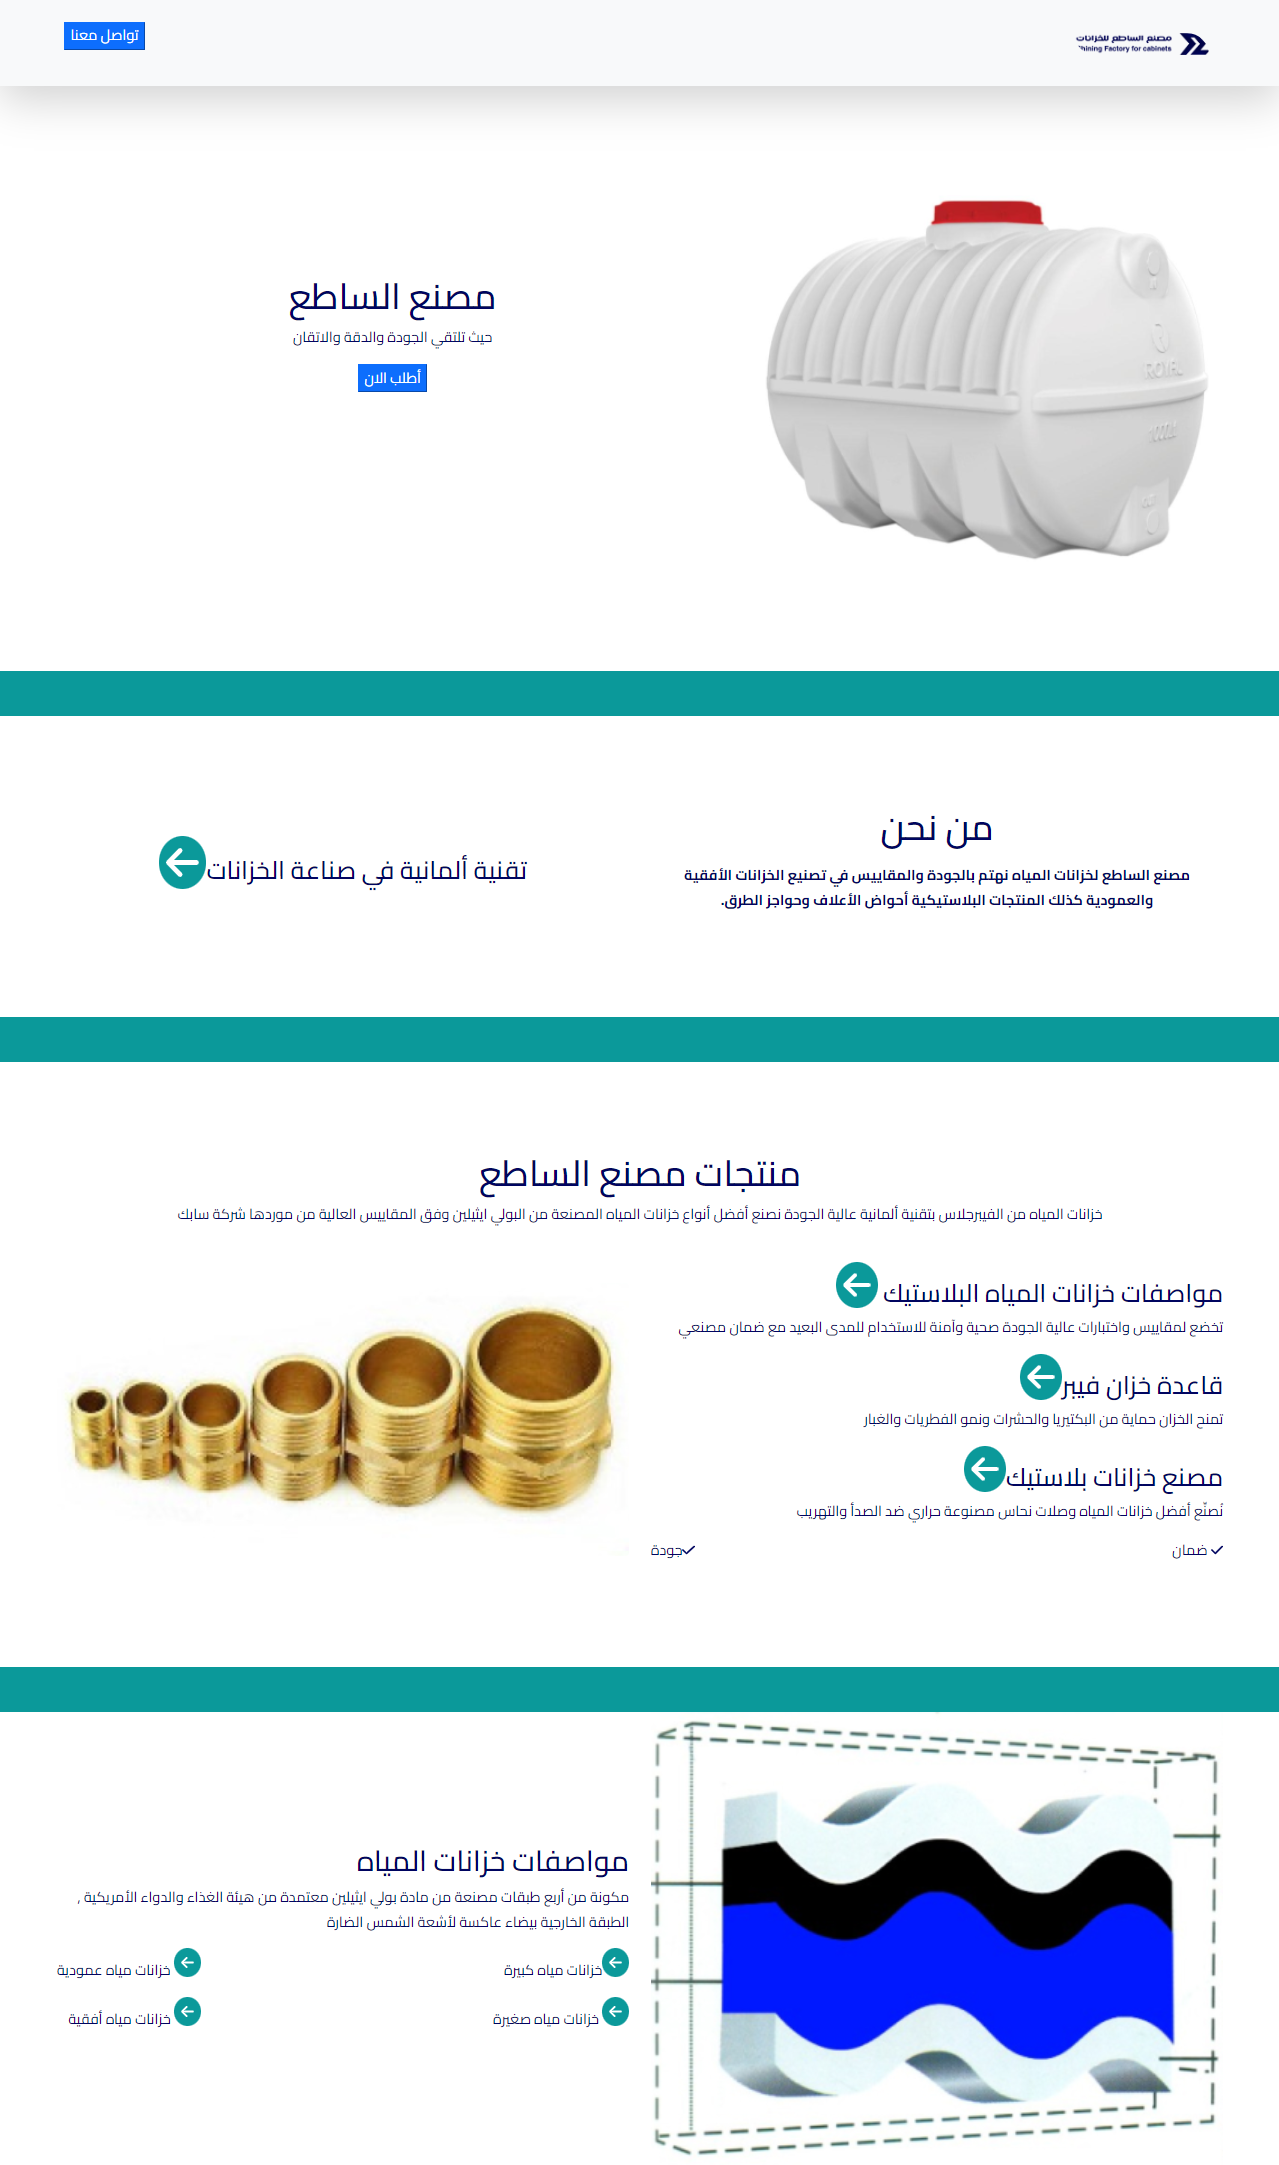 مصنع الساطع للخزانات
Shining Factory for cabinets
تواصل معنا
مصنع الساطع
حيث تلتقي الجودة والدقة والاتقان
أطلب الان
ROYAL
من نحن
مصنع الساطع لخزانات المياه نهتم بالجودة والمقاييس في تصنيع الخزانات الأفقية
والعمودية كذلك المنتجات البلاستيكية أحواض الأعلاف وحواجز الطرق.
تقنية ألمانية في صناعة الخزانات
منتجات مصنع الساطع
خزانات المياه من الفيبرجلاس بتقنية ألمانية عالية الجودة نصنع أفضل أنواع خزانات المياه المصنعة من البولي ايثيلين وفق المقاييس العالية من موردها شركة سابك
مواصفات خزانات المياه البلاستيك
تخضع لمقاييس واختبارات عالية الجودة صحية وآمنة للاستخدام للمدى البعيد مع ضمان مصنعي
قاعدة خزان فيبر
تمنح الخزان حماية من البكتيريا والحشرات ونمو الفطريات والغبار
مصنع خزانات بلاستيك
نُصنّع أفضل خزانات المياه وصلات نحاس مصنوعة حراري ضد الصدأ والتهريب
ضمان
جودة
مواصفات خزانات المياه
مكونة من أربع طبقات مصنعة من مادة بولي ايثيلين معتمدة من هيئة الغذاء والدواء الأمريكية ,
الطبقة الخارجية بيضاء عاكسة لأشعة الشمس الضارة
خزانات مياه كبيرة
خزانات مياه عمودية
خزانات مياه صغيرة
خزانات مياه أفقية